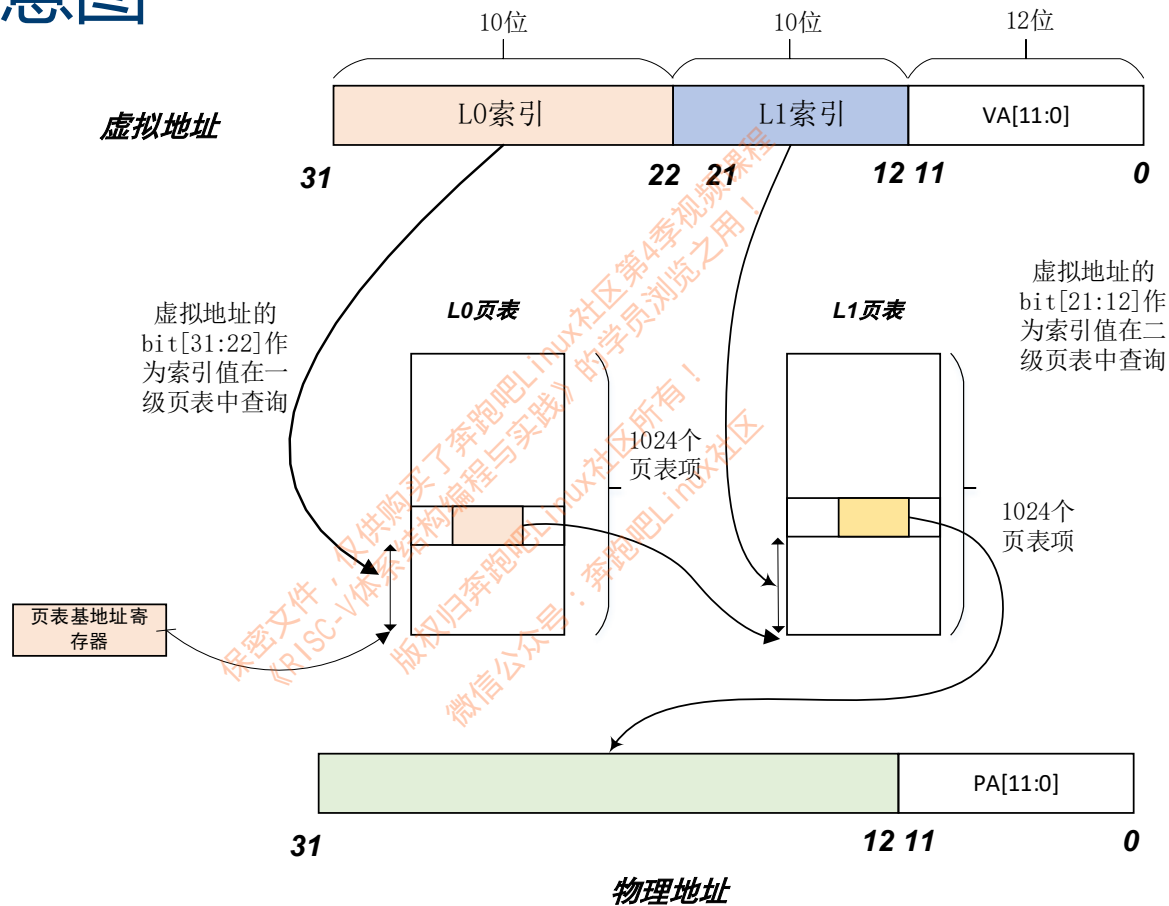 意图
10位
10位
12位
虚拟地址
L0索引
L1索引
VA[11:0]
31
22
21
12
11
0
虚拟地址的
bit[31:22]作
为索引值在一
级页表中查询
L0页表
L1页表
虚拟地址的
bit[21:12]作
为索引值在二
级页表中查询
1024个
页表项
1024个
页表项
页表基地址寄
存器
保密文件,仅供购买了奔跑吧Linux社区第4季视频课程
《RISC-V体系结构编程与实践》的学员浏览之用!
版权归奔跑吧Linux社区所有!
微信公众号:奔跑吧Linux社区
PA[11:0]
31
12
11
0
物理地址